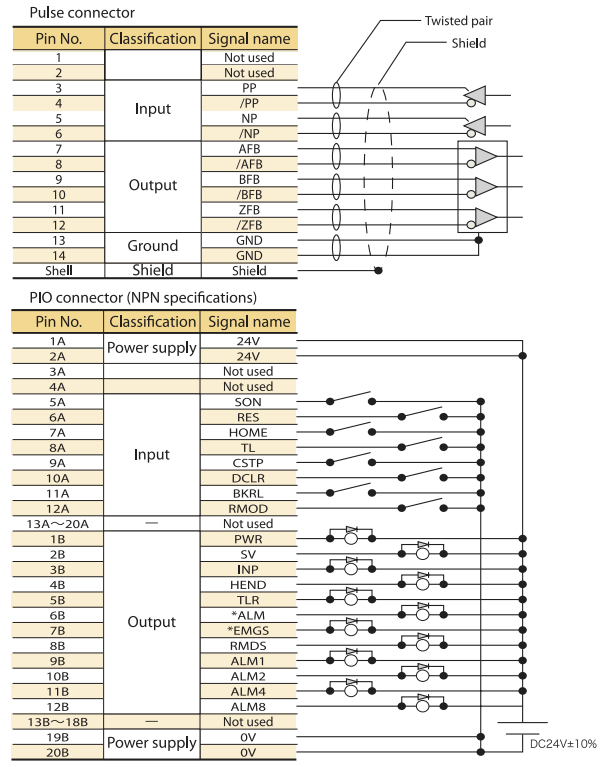 Pulse connector
Twisted pair
Shield
Pin No. Classification Signal name
1 Not used
2 Not used
3 PP
4 /PP
Input
5 NP
6 /NP
7 AFB
8 /AFB
9 BFB
Output
10 /BFB
11 ZFB
12 /ZFB
13 GND
Ground
14 GND
Shell Shield Shield
PIO connector (NPN specifications)
Pin No. Classification Signal name
1A 24V
Power supply
2A 24V
3A Not used
4A Not used
5A SON
6A RES
7A HOME
8A TL
Input
9A CSTP
10A DCLR
11A BKRL
12A RMOD
13A〜20A — Not used
1B PWR
2B SV
3B INP
4B HEND
5B TLR
6B *ALM
Output
7B *EMGS
8B RMDS
9B ALM1
10B ALM2
11B ALM4
12B ALM8
13B〜18B — Not used
19B 0V
Power supply
20B 0V
DC24V±10%